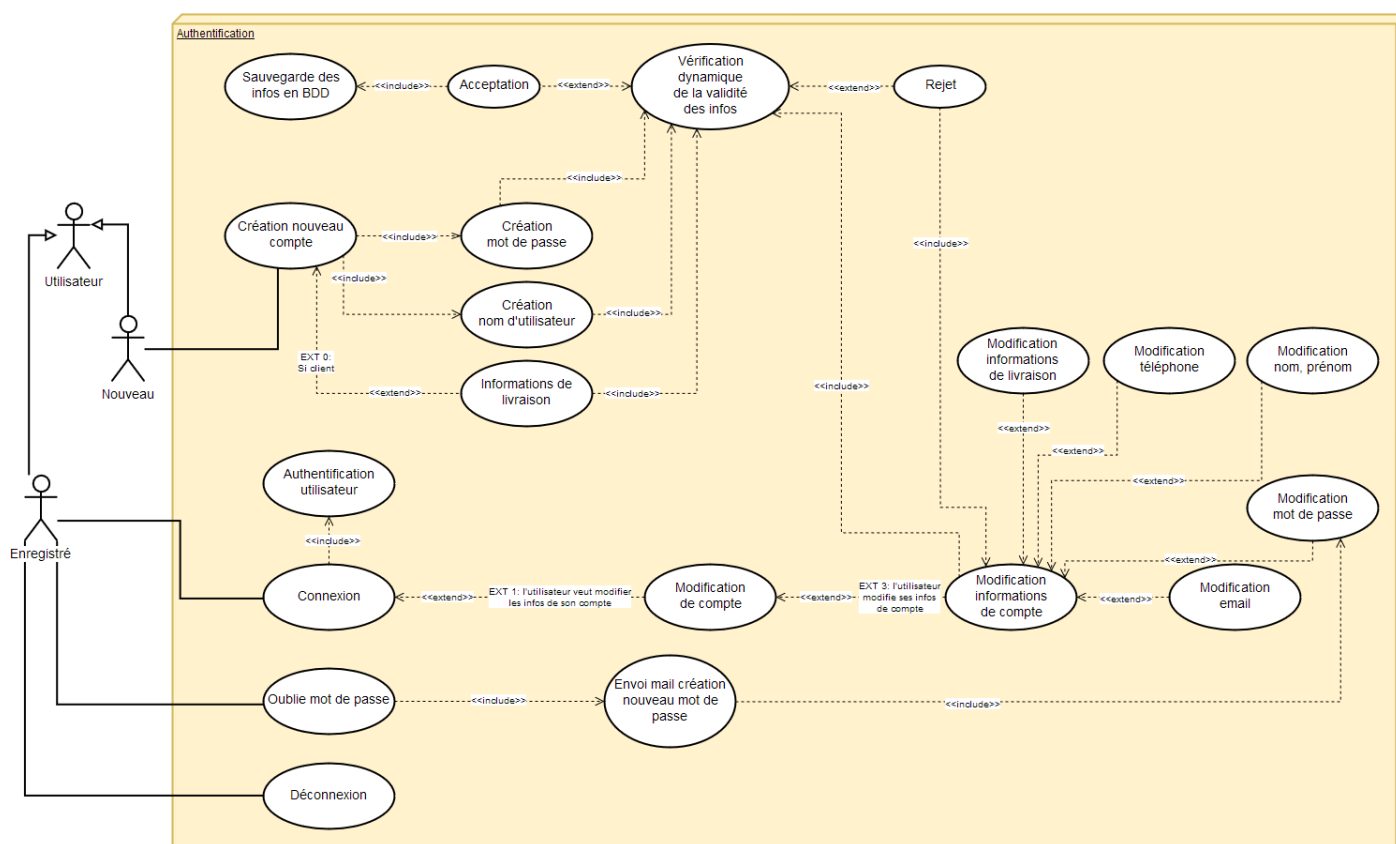 Authentification
Sauvegarde des
infos en BDD
<<include>>
Acceptation
<<extend>>
Vérification
dynamique
de la validité
des infos
<<extend>>
Rejet
<<include>>
Création nouveau
compte
<<include>>
Création
mot de passe
<<include>>
<<include>>
Utilisateur
Création
nom d'utilisateur
<<include>>
Nouveau
EXT 0:
Si client
<<extend>>
Informations de
livraison
<<include>>
<<include>>
Modification
informations
de livraison
Modification
téléphone
Modification
nom, prénom
<<extend>>
<<extend>>
<<extend>>
Authentification
utilisateur
Modification
mot de passe
Enregistré
<<include>>
<<extend>>
Connexion
<<extend>>
EXT 1: l'utilisateur veut modifier
les infos de son compte
Modification
de compte
<<extend>>
EXT 3: l'utilisateur
modifie ses infos
de compte
Modification
informations
de compte
<<extend>>
Modification
email
Oublie mot de passe
<<include>>
Envoi mail création
nouveau mot de
passe
<<include>>
Déconnexion